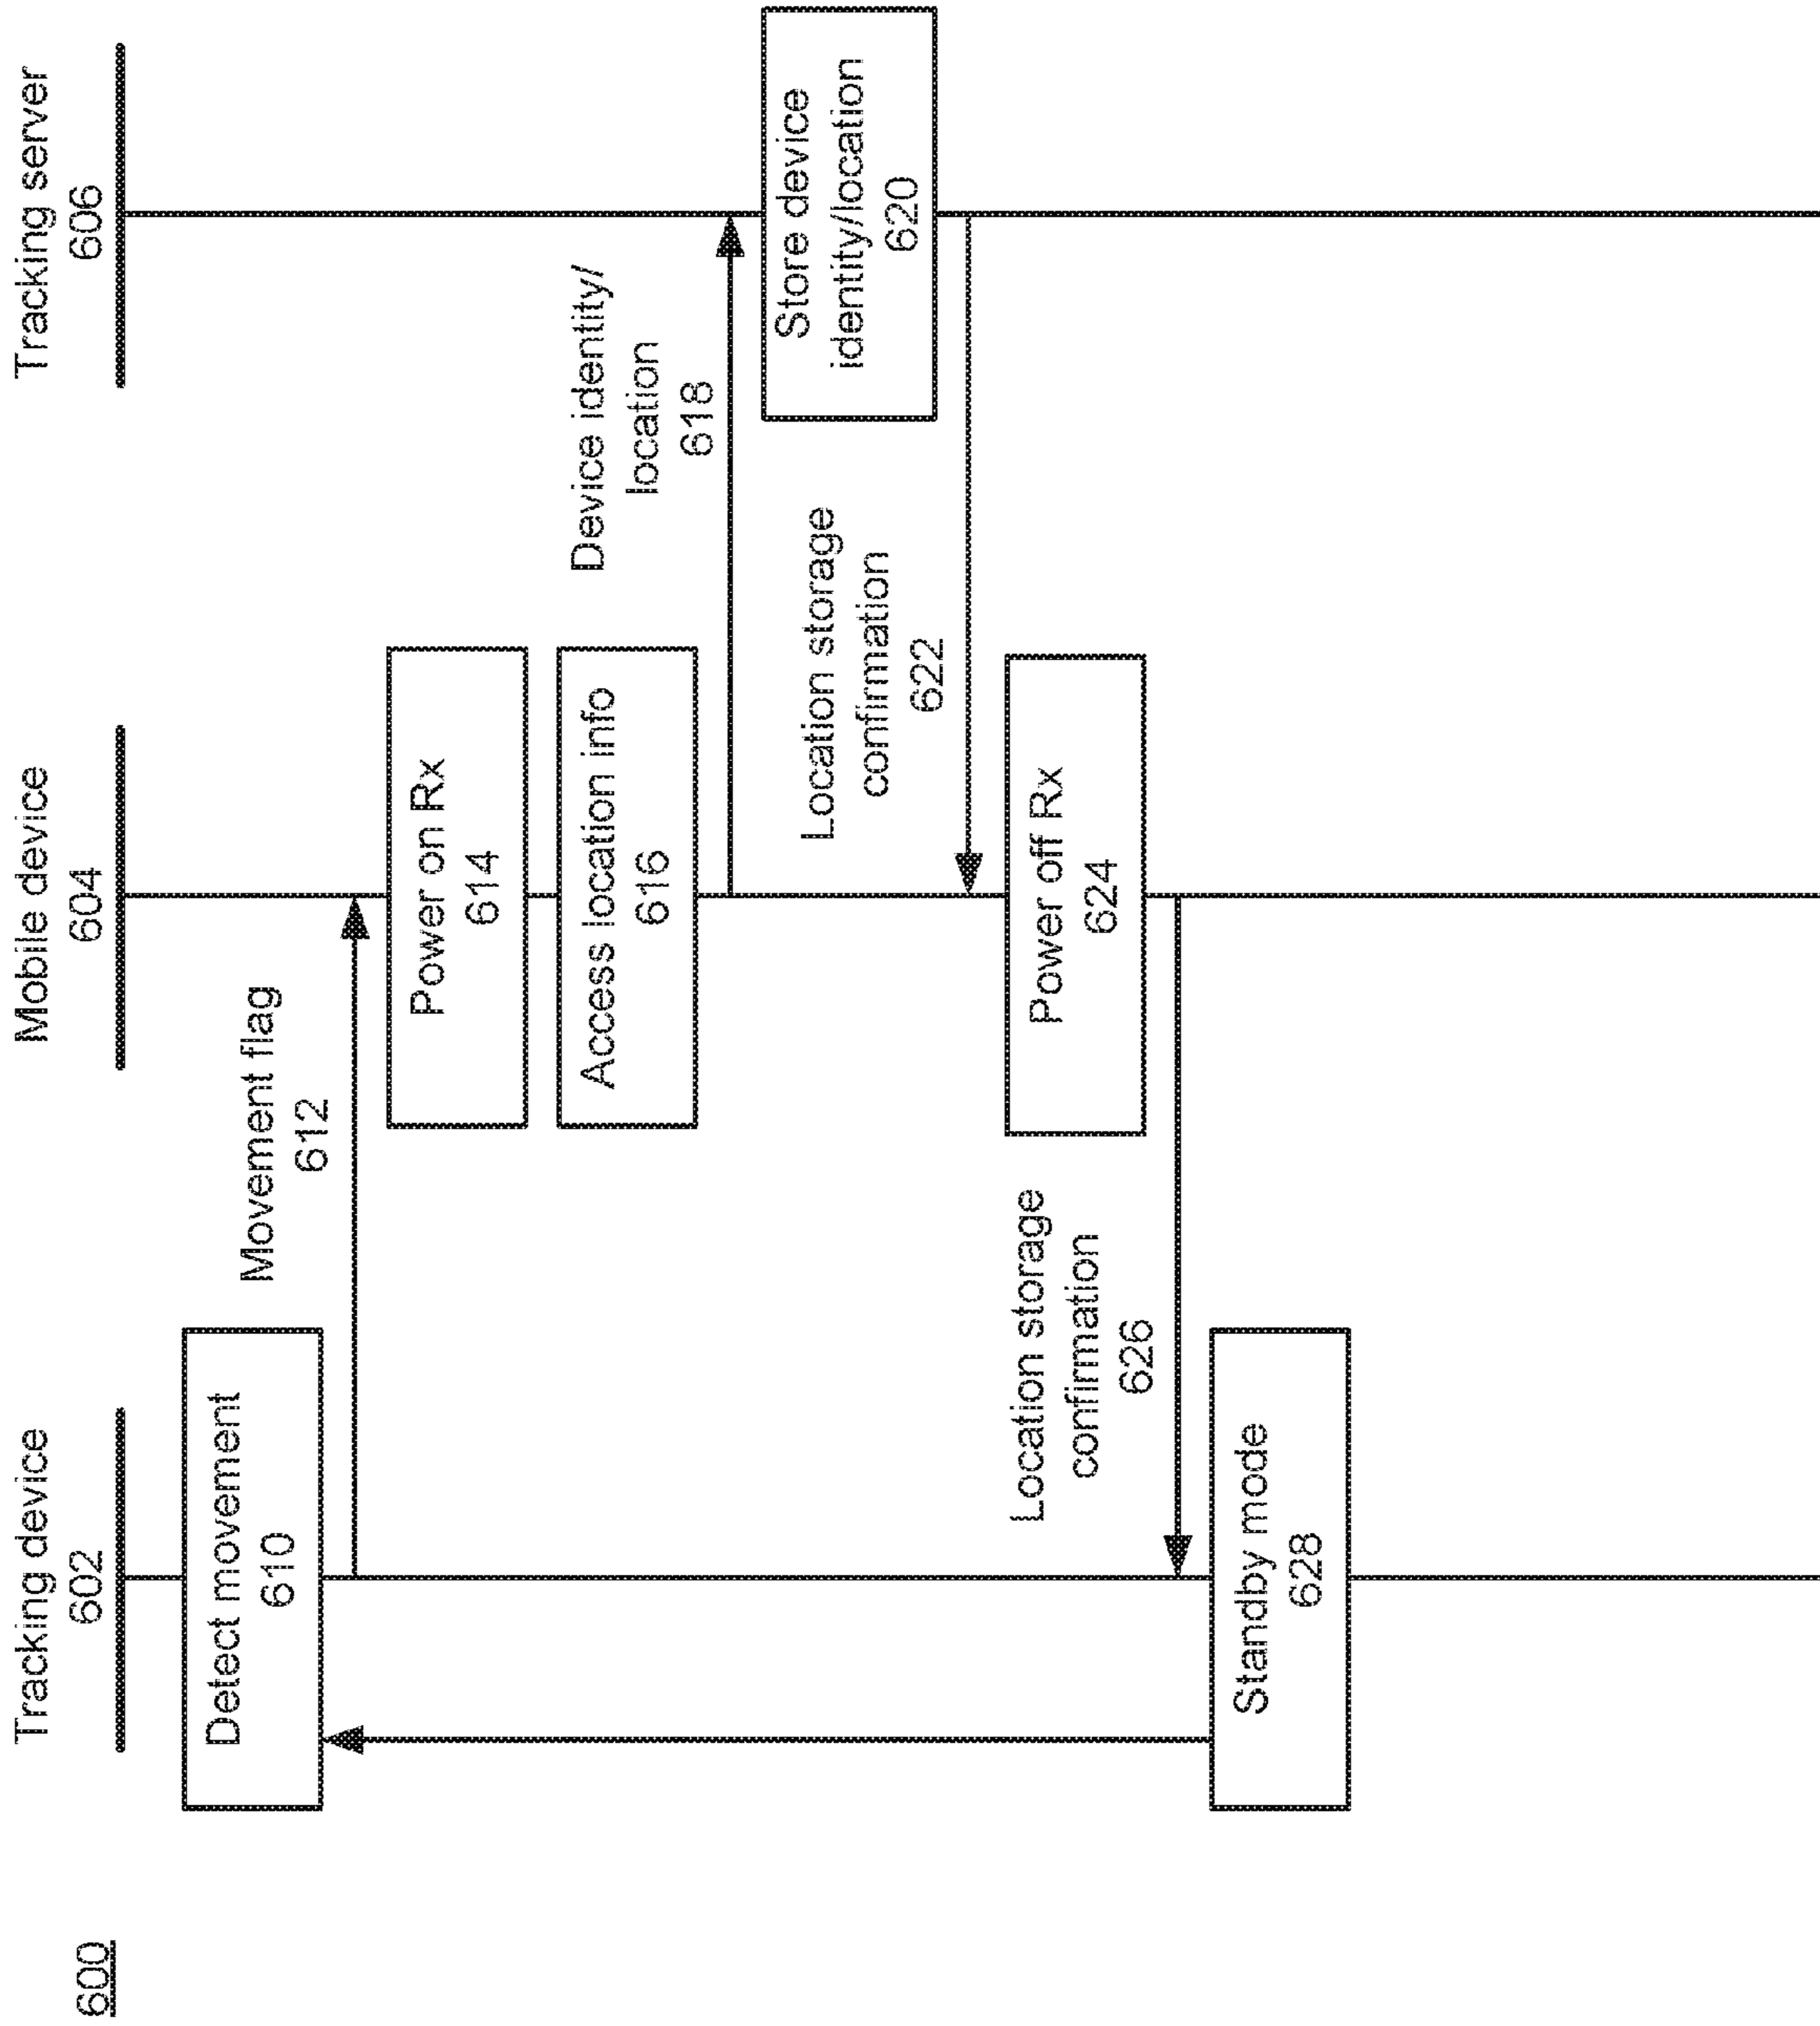 600
Tracking device
602
Mobile device
604
Tracking server
606
Detect movement
610
Movement flag
612
Power on Rx
614
Access location info
616
Device identity/
location
618
Store device
identity/location
620
Location storage
confirmation
622
Power off Rx
624
Location storage
confirmation
626
Standby mode
628